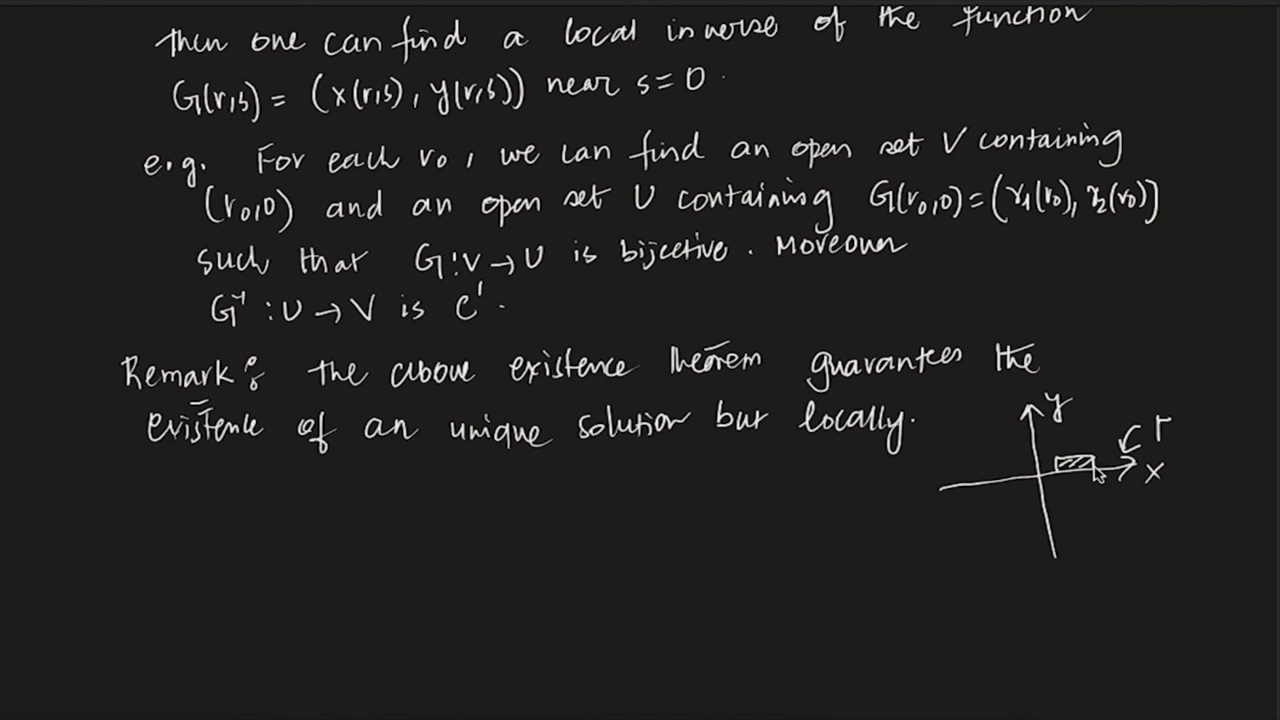 Then one can find a local inverse of the function
G(r,s) = (x(r,s), y(r,s)) near s=0.
e.g. For each r₀, we can find an open set V containing
(r₀,0) and an open set U containing G(r₀,0) = (γ₁(r₀), γ₂(r₀))
such that G:V→U is bijective. Moreover
G⁻¹:U→V is C¹.
Remark: the above existence theorem guarantees the
existence of an unique solution but locally.
y
Γ
x